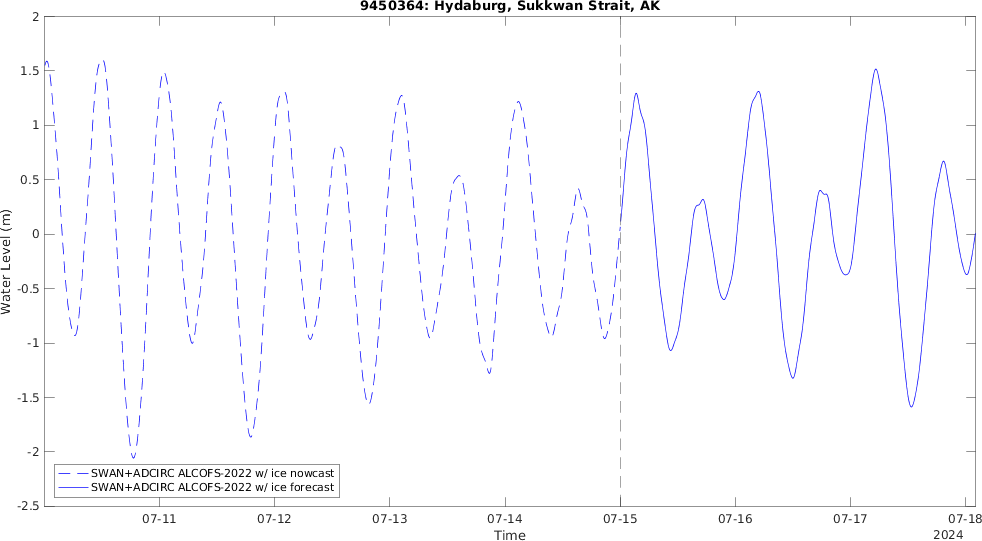 9450364: Hydaburg, Sukkwan Strait, AK
2
1.5
1
0.5
0
-0.5
-1
-1.5
-2
-2.5
Water Level (m)
SWAN+ADCIRC ALCOFS-2022 w/ ice nowcast
SWAN+ADCIRC ALCOFS-2022 w/ ice forecast
07-11 07-12 07-13 07-14 07-15 07-16 07-17 07-18
Time
2024